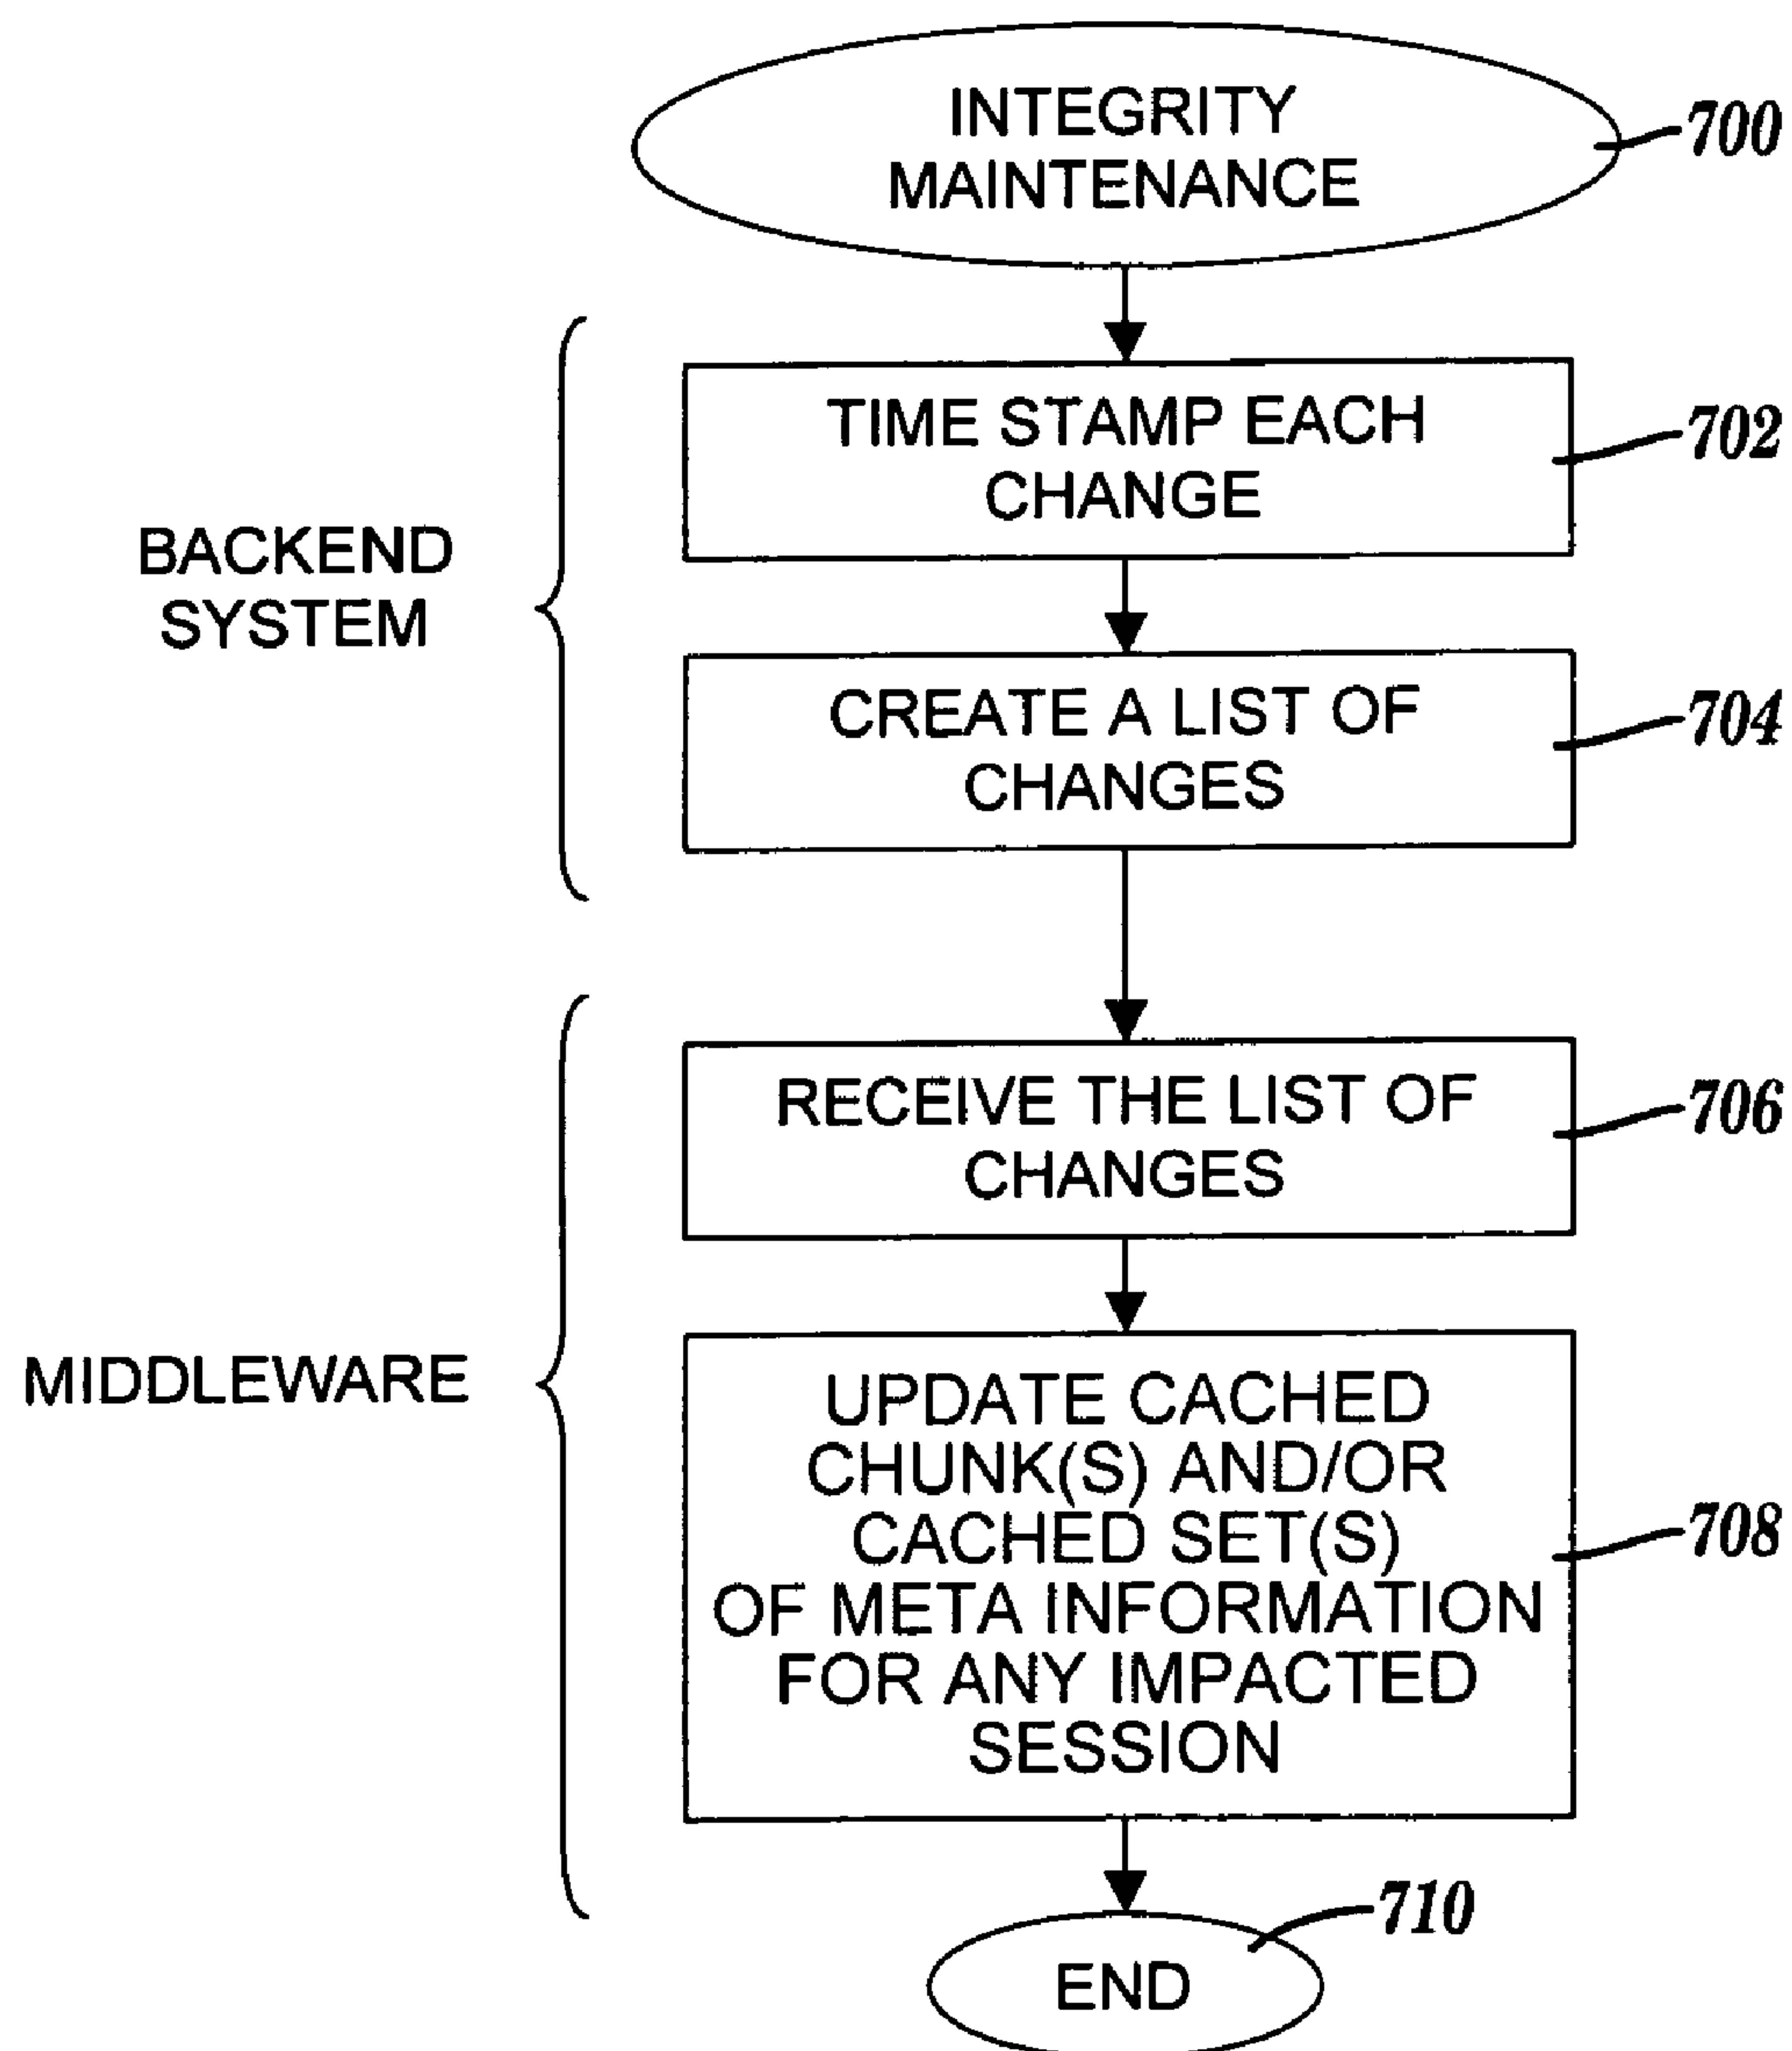 INTEGRITY
MAINTENANCE
700
TIME STAMP EACH
CHANGE
702
BACKEND
SYSTEM
CREATE A LIST OF
CHANGES
704
RECEIVE THE LIST OF
CHANGES
706
MIDDLEWARE
UPDATE CACHED
CHUNK(S) AND/OR
CACHED SET(S)
OF META INFORMATION
FOR ANY IMPACTED
SESSION
708
710
END